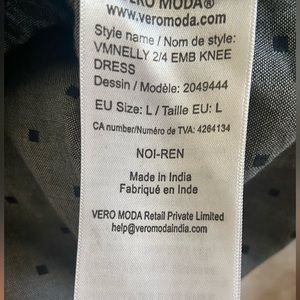 VERO MODA®
www.veromoda.com
Style name / Nom de style:
VMNELLY 2/4 EMB KNEE
DRESS
Dessin / Modèle: 2049444
EU Size: L / Taille EU: L
CA number/Numéro de TVA: 4264134
NOI-REN
Made in India
Fabriqué en Inde
VERO MODA Retail Private Limited
help@veromodaindia.com